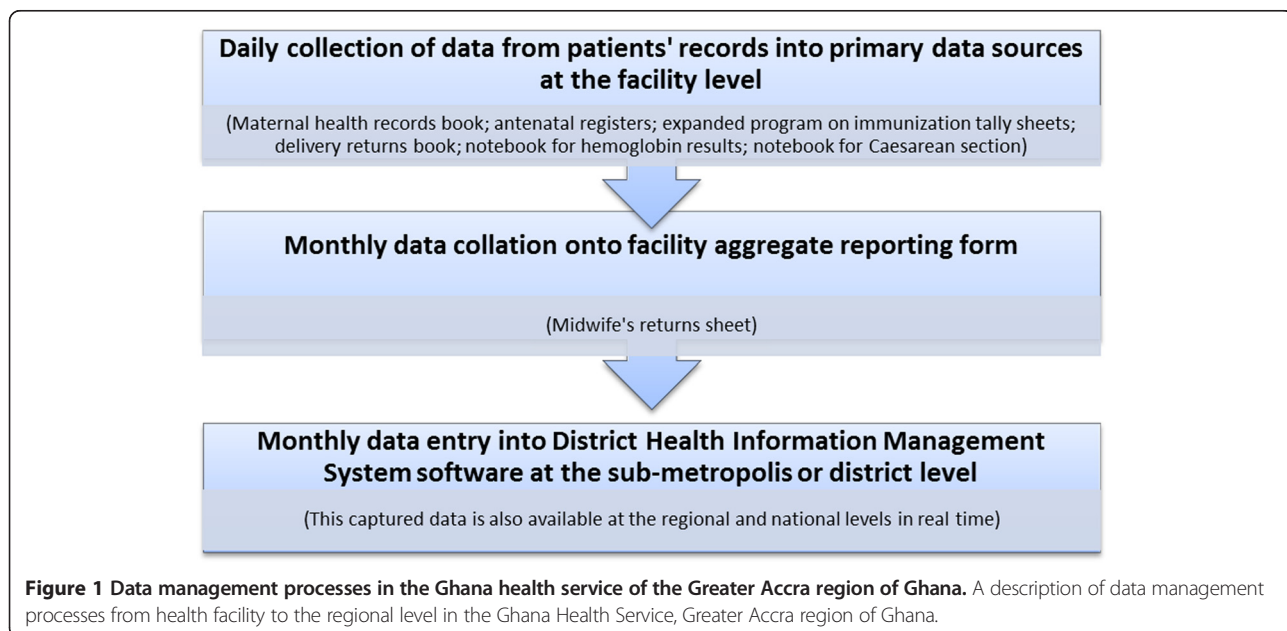 Daily collection of data from patients' records into primary data sources
at the facility level
(Maternal health records book; antenatal registers; expanded program on immunization tally sheets;
delivery returns book; notebook for hemoglobin results; notebook for Caesarean section)
Monthly data collation onto facility aggregate reporting form
(Midwife's returns sheet)
Monthly data entry into District Health Information Management
System software at the sub-metropolis or district level
(This captured data is also available at the regional and national levels in real time)
Figure 1 Data management processes in the Ghana health service of the Greater Accra region of Ghana. A description of data management
processes from health facility to the regional level in the Ghana Health Service, Greater Accra region of Ghana.